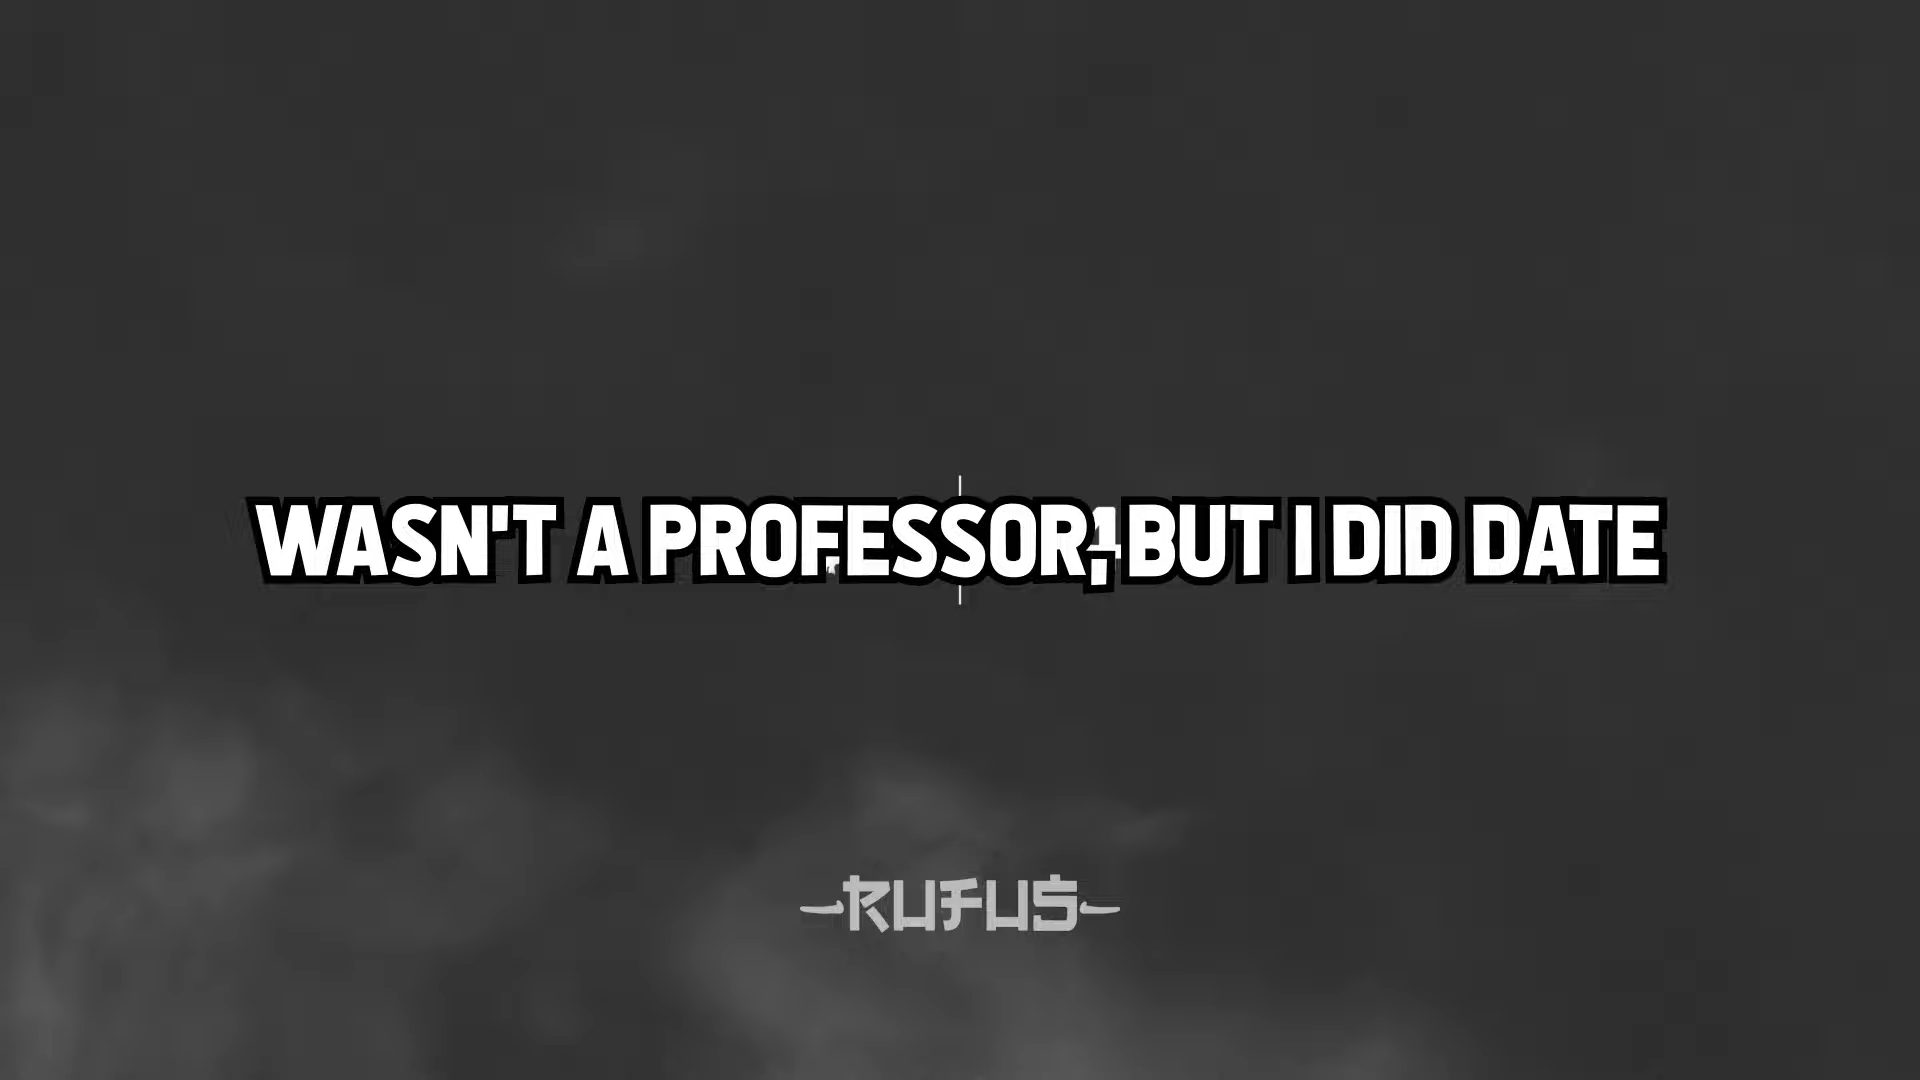 WASN'T A PROFESSOR, BUT I DID DATE
RUFUS